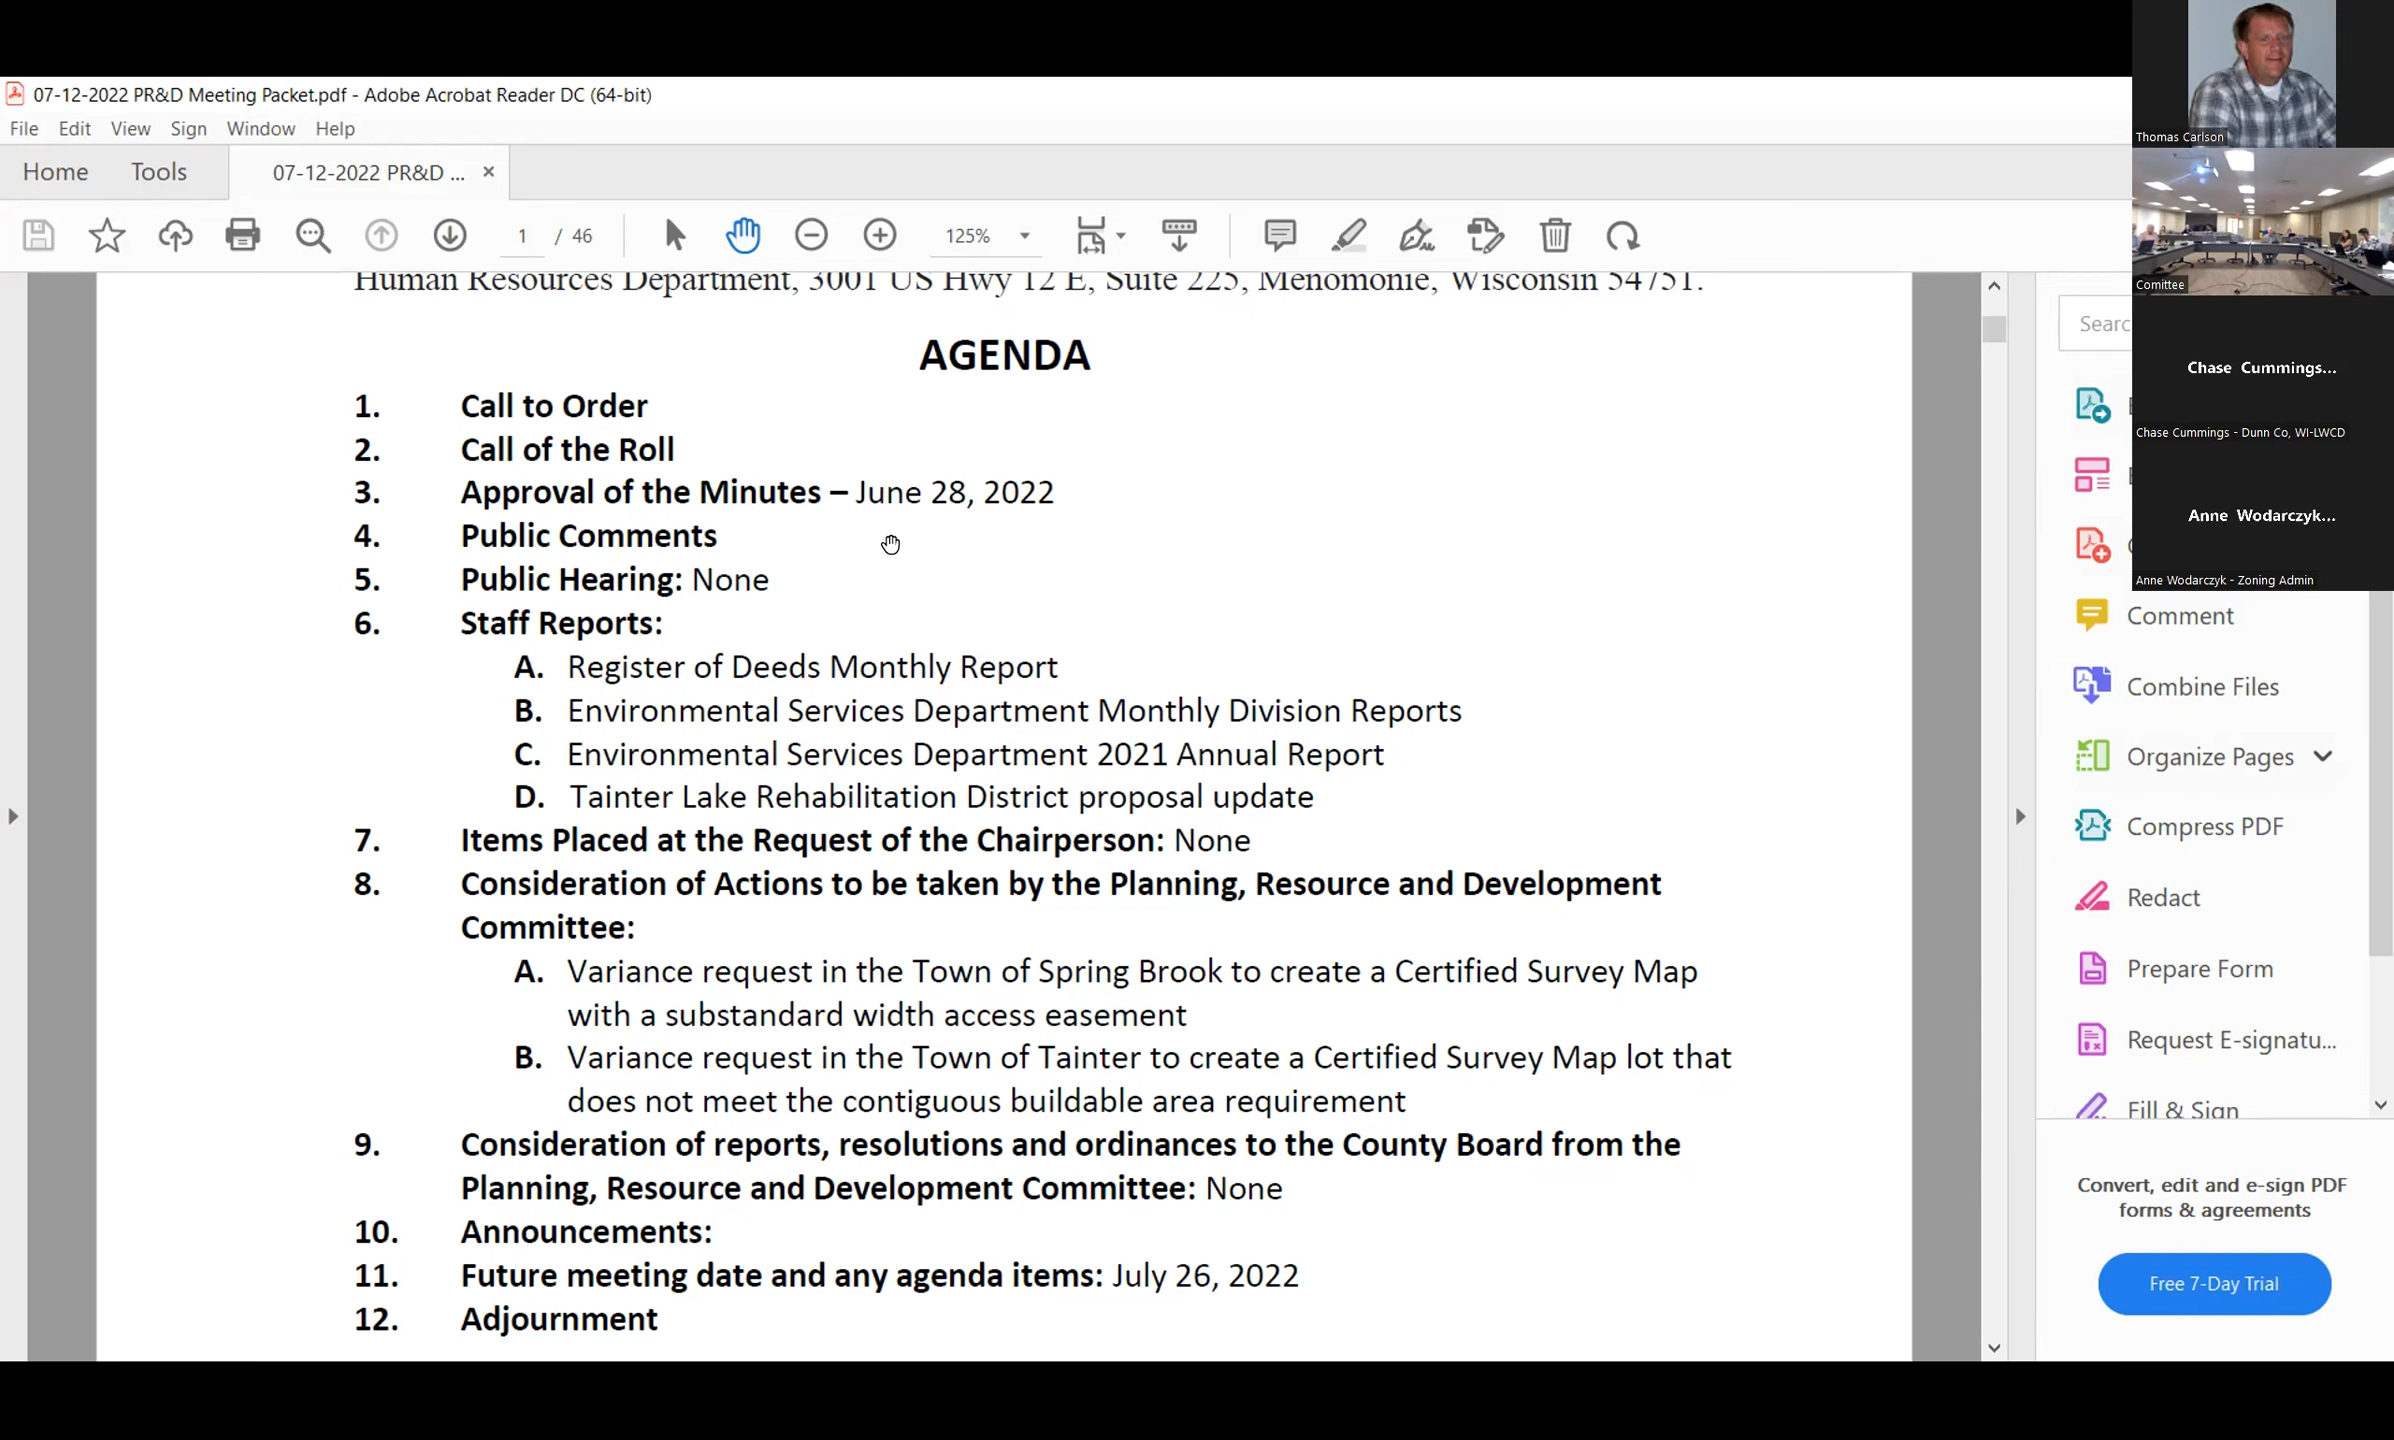 07-12-2022 PR&D Meeting Packet.pdf - Adobe Acrobat Reader DC (64-bit)
File Edit View Sign Window Help
Home Tools 07-12-2022 PR&D ...
1 / 46 125%
Human Resources Department, 3001 US Hwy 12 E, Suite 225, Menomonie, Wisconsin 54751.
AGENDA
1. Call to Order
2. Call of the Roll
3. Approval of the Minutes – June 28, 2022
4. Public Comments
5. Public Hearing: None
6. Staff Reports:
A. Register of Deeds Monthly Report
B. Environmental Services Department Monthly Division Reports
C. Environmental Services Department 2021 Annual Report
D. Tainter Lake Rehabilitation District proposal update
7. Items Placed at the Request of the Chairperson: None
8. Consideration of Actions to be taken by the Planning, Resource and Development
Committee:
A. Variance request in the Town of Spring Brook to create a Certified Survey Map
with a substandard width access easement
B. Variance request in the Town of Tainter to create a Certified Survey Map lot that
does not meet the contiguous buildable area requirement
9. Consideration of reports, resolutions and ordinances to the County Board from the
Planning, Resource and Development Committee: None
10. Announcements:
11. Future meeting date and any agenda items: July 26, 2022
12. Adjournment
Thomas Carlson
Comittee
Searc
Chase Cummings...
Chase Cummings - Dunn Co, WI-LWCD
Anne Wodarczyk...
Anne Wodarczyk - Zoning Admin
Comment
Combine Files
Organize Pages
Compress PDF
Redact
Prepare Form
Request E-signatu...
Fill & Sign
Convert, edit and e-sign PDF
forms & agreements
Free 7-Day Trial